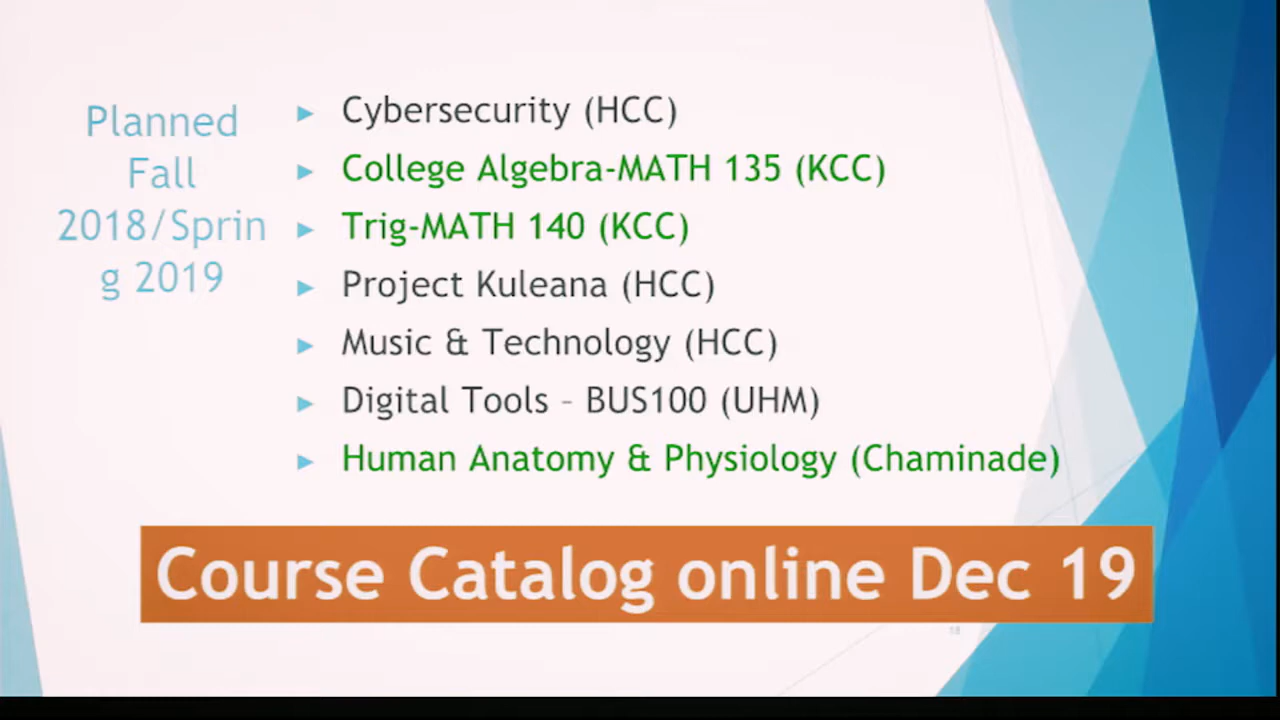 Planned
Fall
2018/Sprin
g 2019
Cybersecurity (HCC)
College Algebra-MATH 135 (KCC)
Trig-MATH 140 (KCC)
Project Kuleana (HCC)
Music & Technology (HCC)
Digital Tools – BUS100 (UHM)
Human Anatomy & Physiology (Chaminade)
Course Catalog online Dec 19
18